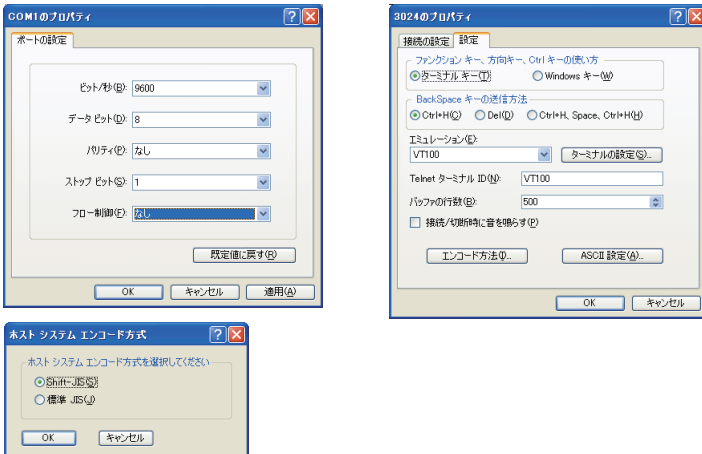 COM1のプロパティ
ポートの設定
ビット/秒(B): 9600
データ ビット(D): 8
パリティ(P): なし
ストップ ビット(S): 1
フロー制御(F): なし
既定値に戻す(R)
OK キャンセル 適用(A)
3024のプロパティ
接続の設定 設定
ファンクション キー、方向キー、Ctrl キーの使い方
ターミナル キー(T) Windows キー(W)
BackSpace キーの送信方法
Ctrl+H(C) Del(D) Ctrl+H, Space, Ctrl+H(H)
エミュレーション(E):
VT100 ターミナルの設定(S)...
Telnet ターミナル ID(N): VT100
バッファの行数(B): 500
接続/切断時に音を鳴らす(P)
エンコード方法(I)... ASCII 設定(A)...
OK キャンセル
ホスト システム エンコード方式
ホスト システム エンコード方式を選択してください
Shift-JIS(S)
標準 JIS(J)
OK キャンセル